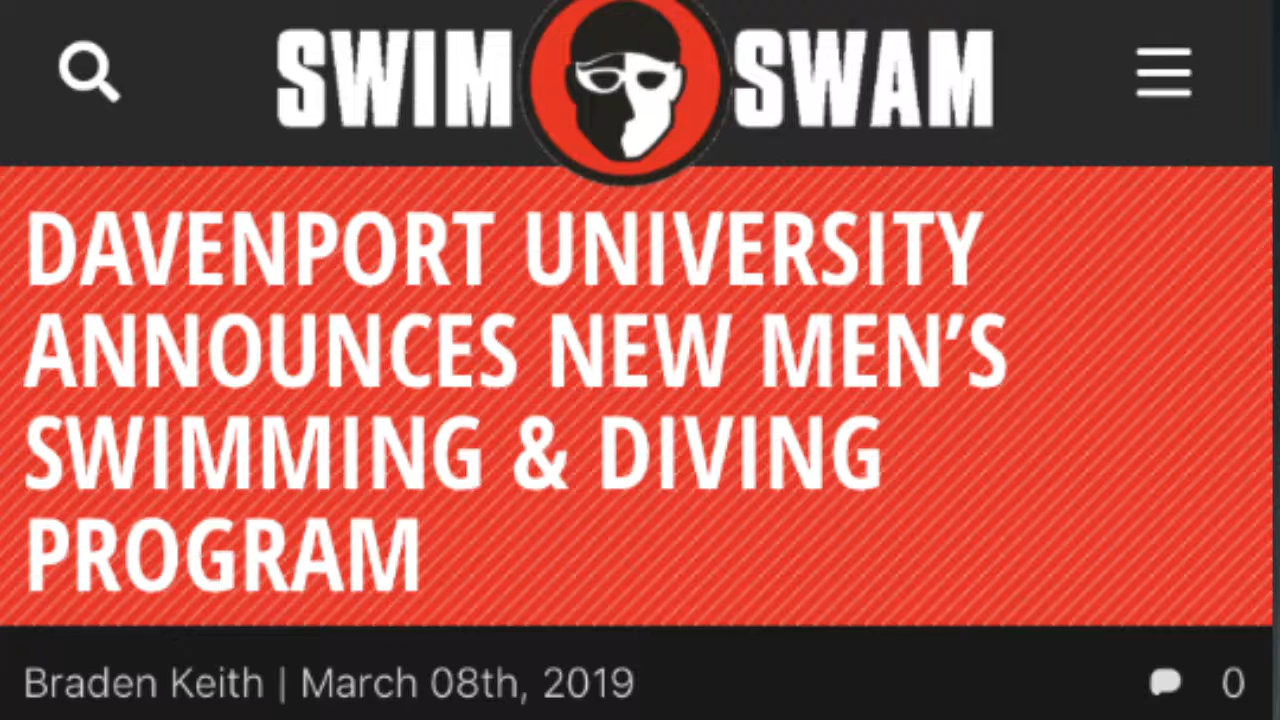 SWIM SWAM
DAVENPORT UNIVERSITY
ANNOUNCES NEW MEN’S
SWIMMING & DIVING
PROGRAM
Braden Keith | March 08th, 2019 0